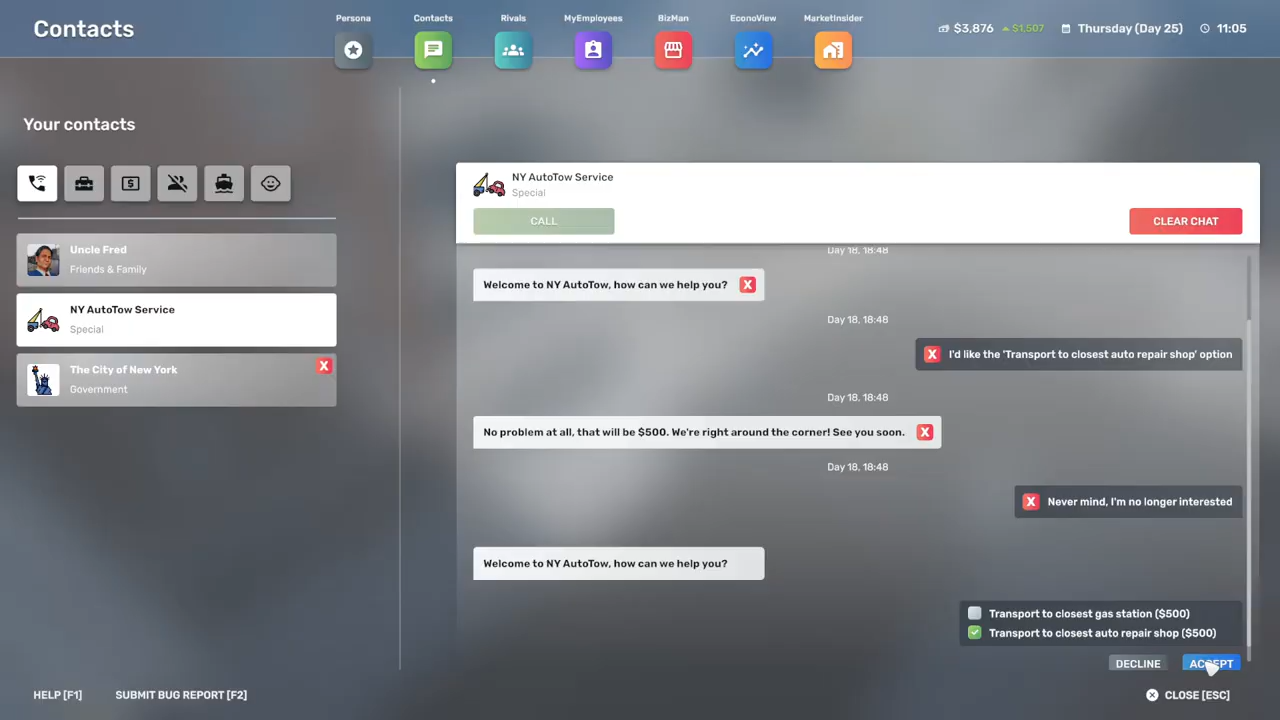 Contacts
Persona
Contacts
Rivals
MyEmployees
BizMan
EconoView
MarketInsider
$3,876 $1,507 Thursday (Day 25) 11:05
Your contacts
Uncle Fred
Friends & Family
NY AutoTow Service
Special
The City of New York
Government
X
NY AutoTow Service
Special
CALL
CLEAR CHAT
Day 18, 18:48
Welcome to NY AutoTow, how can we help you? X
Day 18, 18:48
X I'd like the 'Transport to closest auto repair shop' option
Day 18, 18:48
No problem at all, that will be $500. We're right around the corner! See you soon. X
Day 18, 18:48
X Never mind, I'm no longer interested
Welcome to NY AutoTow, how can we help you?
Transport to closest gas station ($500)
Transport to closest auto repair shop ($500)
DECLINE
ACCEPT
HELP [F1]
SUBMIT BUG REPORT [F2]
CLOSE [ESC]